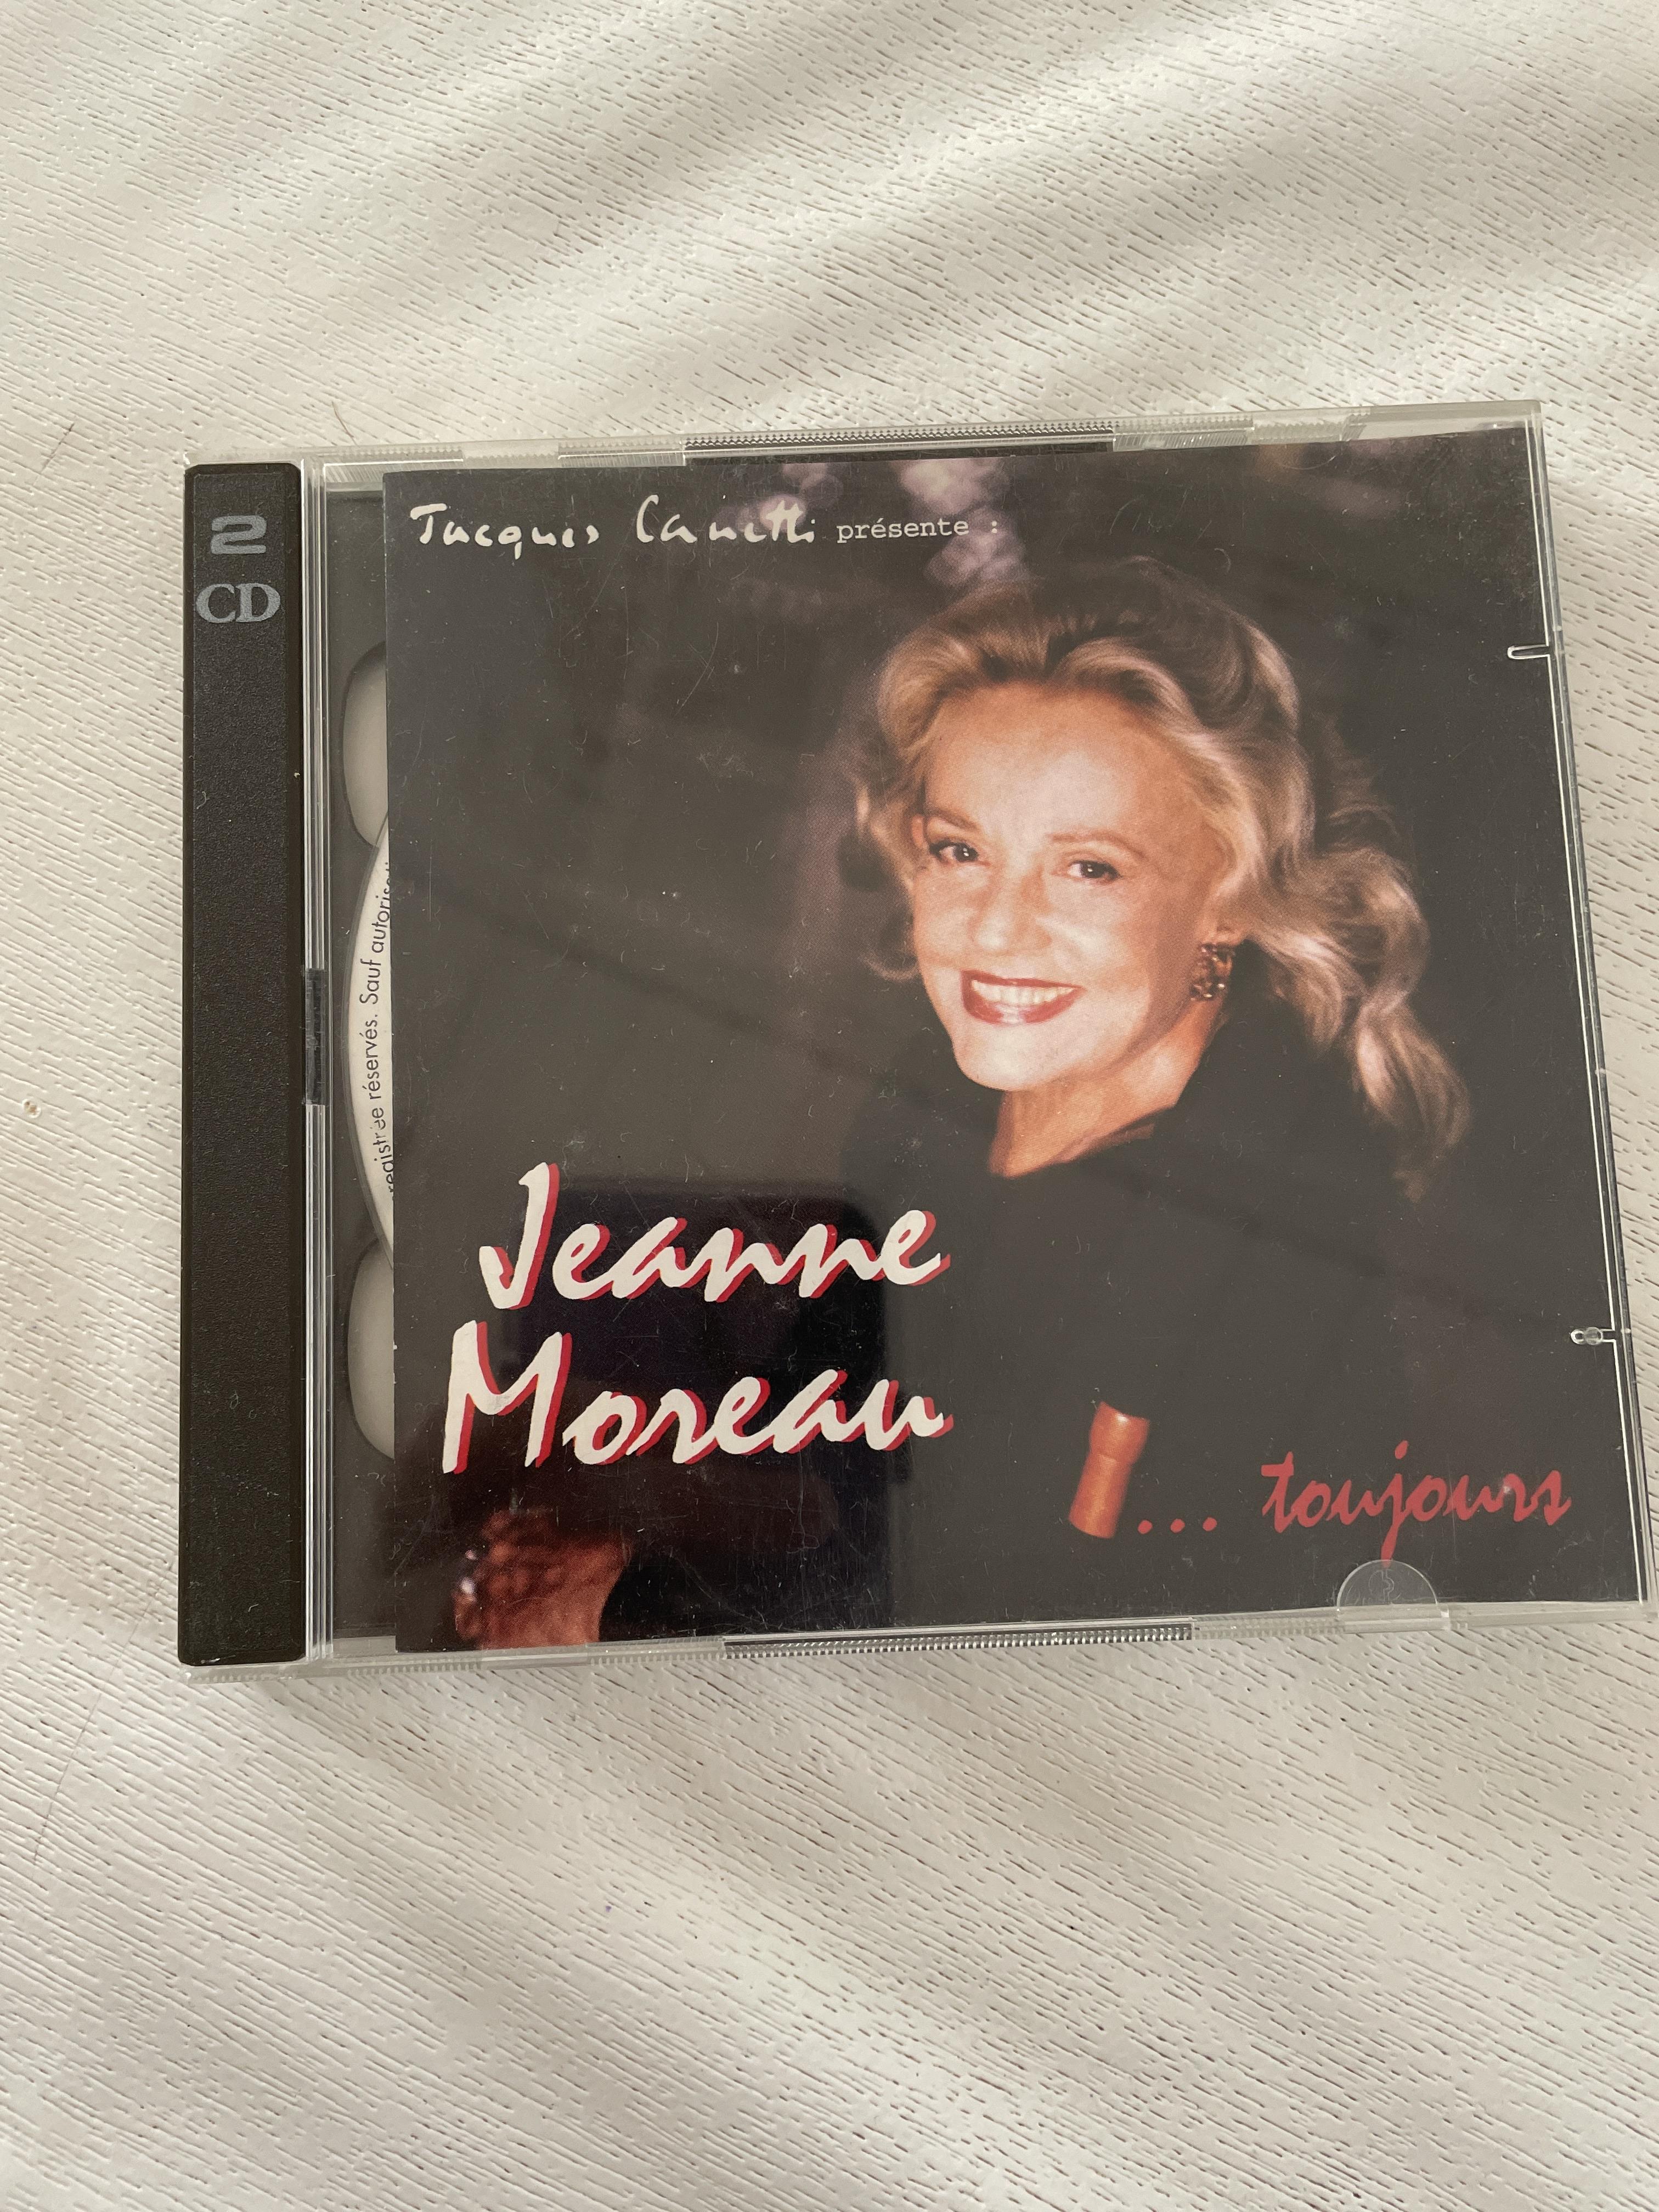 2
CD
Jacques Canetti présente :
registrée réservés. Sauf autoris
Jeanne
Moreau
... toujours